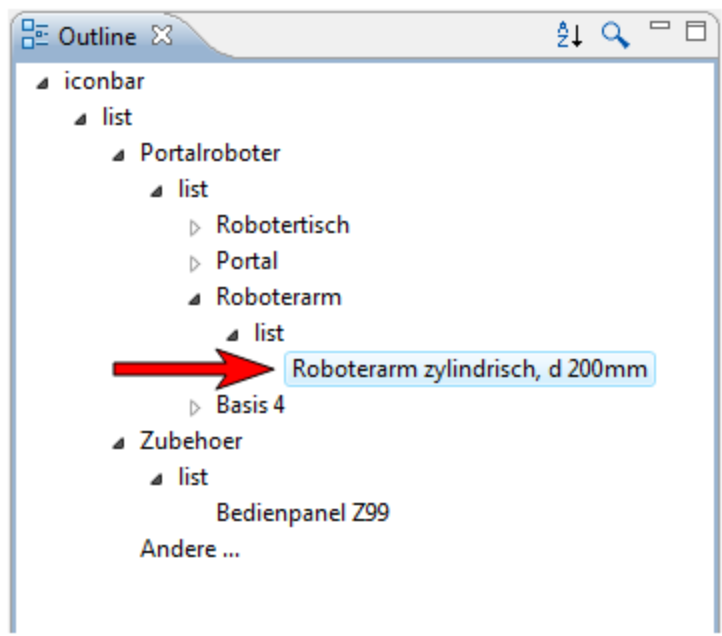 Outline
iconbar
list
Portalroboter
list
Robotertisch
Portal
Roboterarm
list
Roboterarm zylindrisch, d 200mm
Basis 4
Zubehoer
list
Bedienpanel Z99
Andere ...